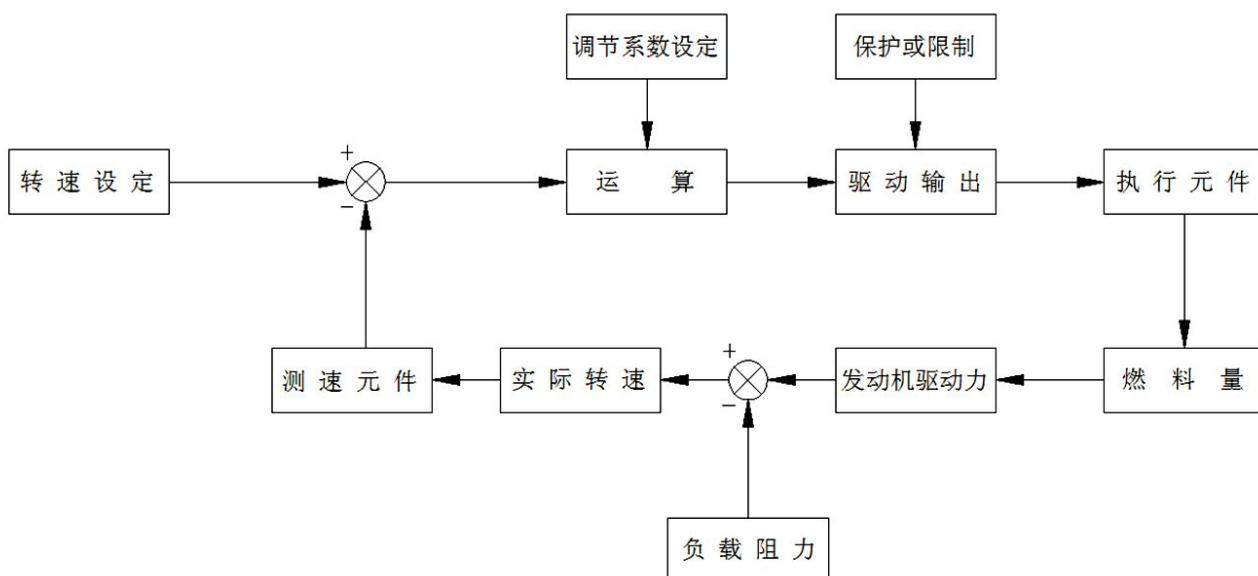 调节系数设定
保护或限制
转速设定
+
−
运算
驱动输出
执行元件
测速元件
实际转速
+
−
发动机驱动力
燃料量
负载阻力